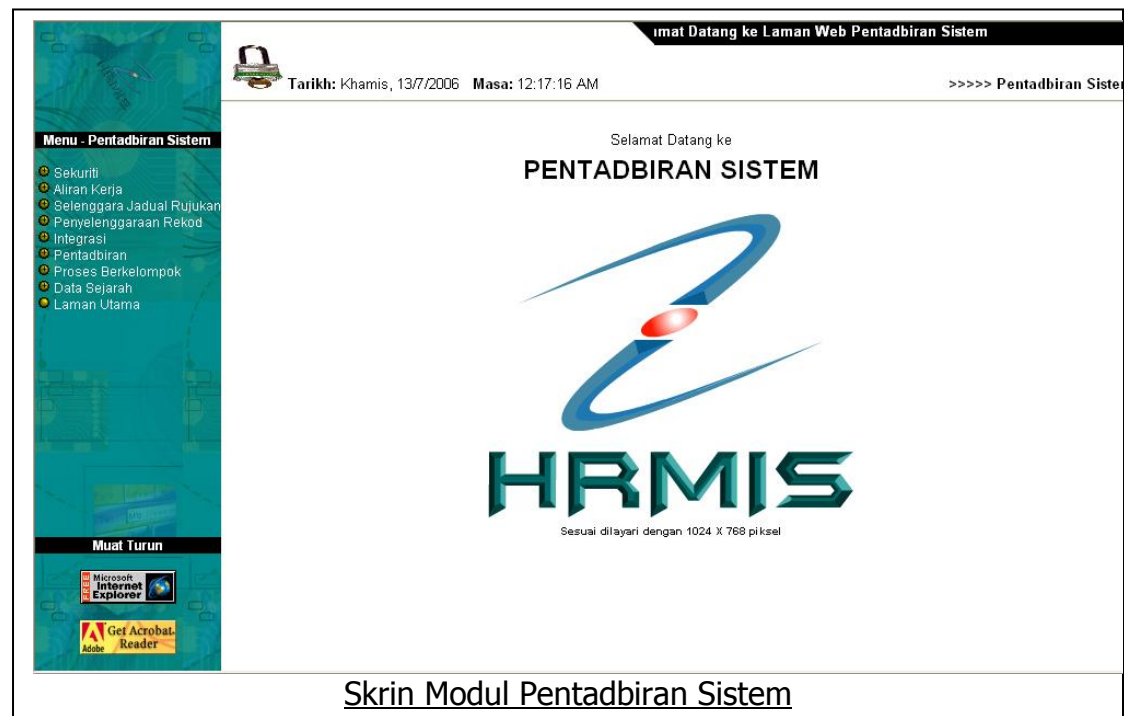 imat Datang ke Laman Web Pentadbiran Sistem
Tarikh: Khamis, 13/7/2006 Masa: 12:17:16 AM
>>>>> Pentadbiran Sister
Menu - Pentadbiran Sistem
Sekuriti
Aliran Kerja
Selenggara Jadual Rujukan
Penyelenggaraan Rekod
Integrasi
Pentadbiran
Proses Berkelompok
Data Sejarah
Laman Utama
Selamat Datang ke
PENTADBIRAN SISTEM
HRMIS
Sesuai dilayari dengan 1024 X 768 piksel
Muat Turun
FREE
Microsoft
Internet
Explorer
Get Acrobat.
Reader
Adobe
Skrin Modul Pentadbiran Sistem